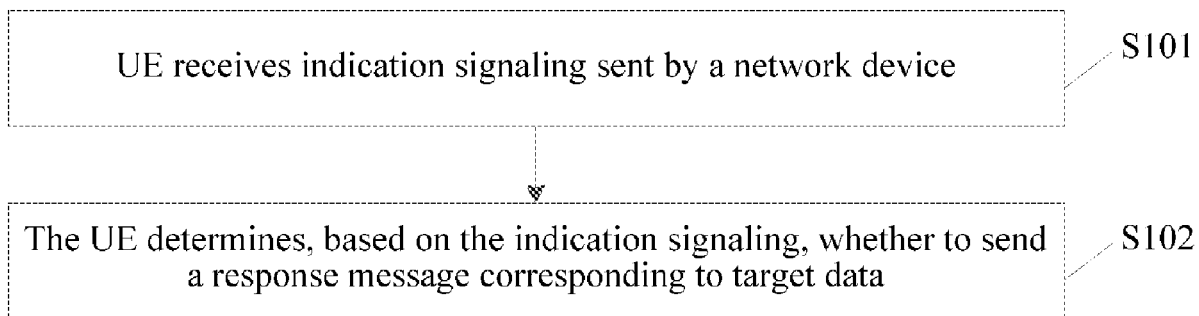 UE receives indication signaling sent by a network device
S101
The UE determines, based on the indication signaling, whether to send
a response message corresponding to target data
S102